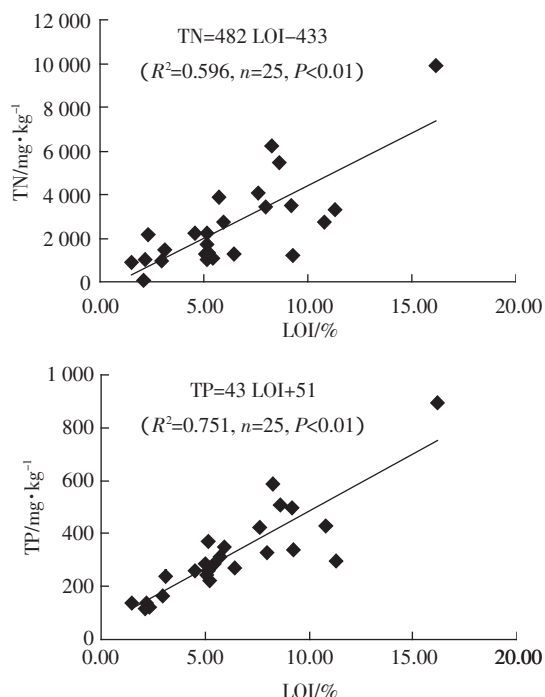 12 000
TN=482 LOI−433
(R²=0.596, n=25, P<0.01)
10 000
8 000
6 000
4 000
2 000
0
TN/mg·kg⁻¹
0.00 5.00 10.00 15.00 20.00
LOI/%
1 000
TP=43 LOI+51
(R²=0.751, n=25, P<0.01)
800
600
400
200
0
TP/mg·kg⁻¹
0.00 5.00 10.00 15.00 20.00
LOI/%